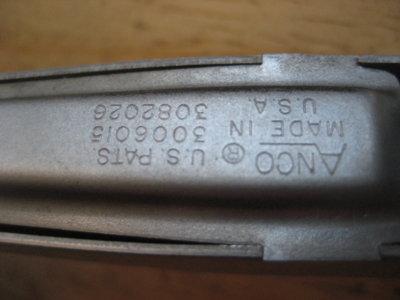 ANCO®
MADE IN
U.S.A.
U.S. PATS.
3006015
3082026